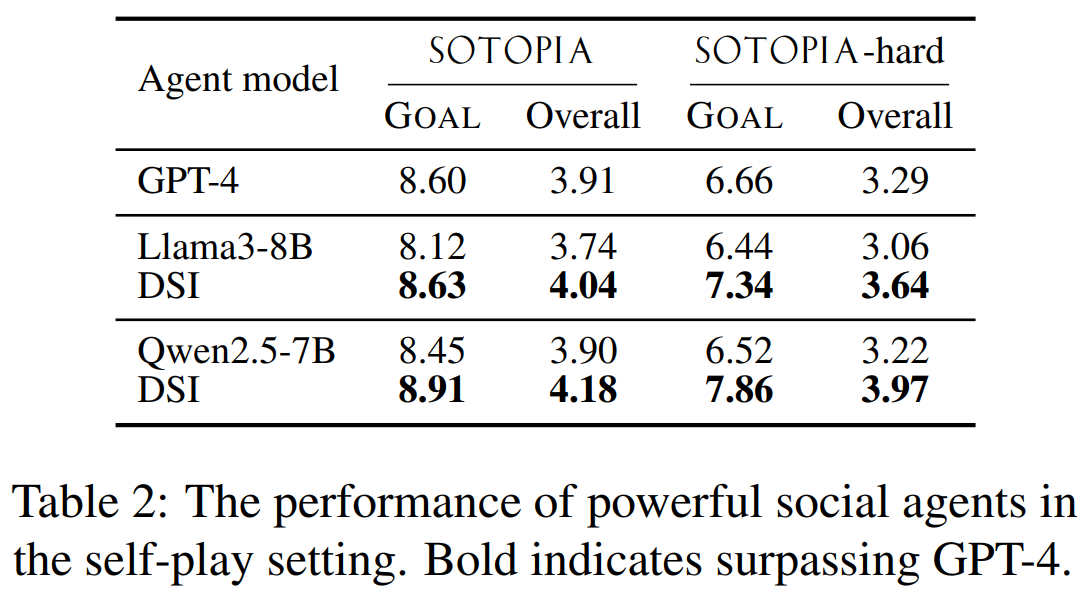 Agent model SOTOPIA SOTOPIA-hard
GOAL Overall GOAL Overall
GPT-4 8.60 3.91 6.66 3.29
Llama3-8B 8.12 3.74 6.44 3.06
DSI 8.63 4.04 7.34 3.64
Qwen2.5-7B 8.45 3.90 6.52 3.22
DSI 8.91 4.18 7.86 3.97
Table 2: The performance of powerful social agents in
the self-play setting. Bold indicates surpassing GPT-4.